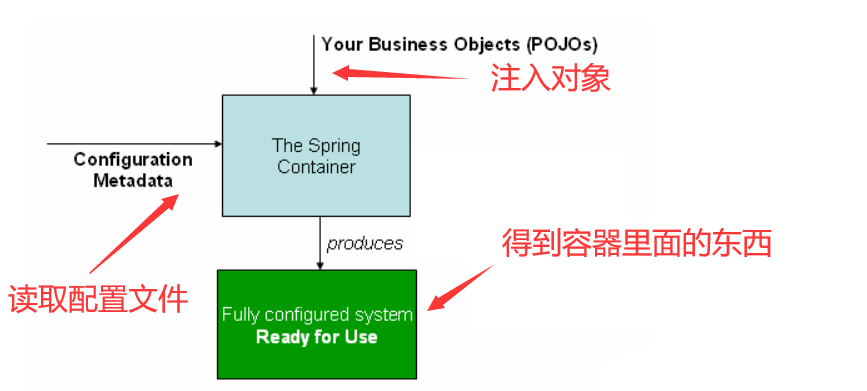 Your Business Objects (POJOs)
注入对象
The Spring
Container
Configuration
Metadata
produces
得到容器里面的东西
读取配置文件
Fully configured system
Ready for Use